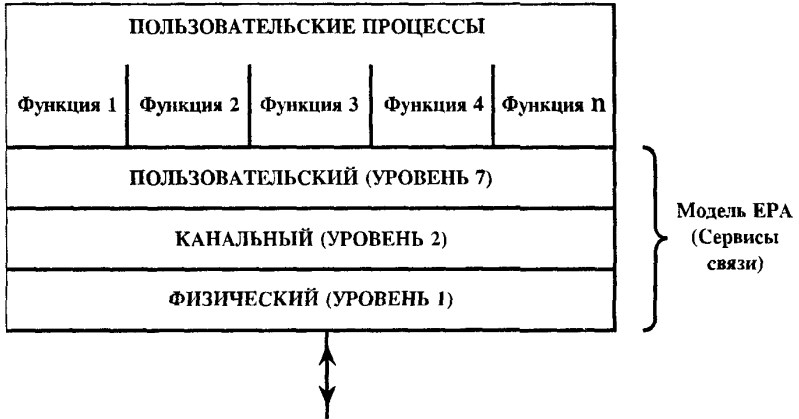 ПОЛЬЗОВАТЕЛЬСКИЕ ПРОЦЕССЫ
Функция 1
Функция 2
Функция 3
Функция 4
Функция n
ПОЛЬЗОВАТЕЛЬСКИЙ (УРОВЕНЬ 7)
КАНАЛЬНЫЙ (УРОВЕНЬ 2)
ФИЗИЧЕСКИЙ (УРОВЕНЬ 1)
Модель EPA
(Сервисы
связи)